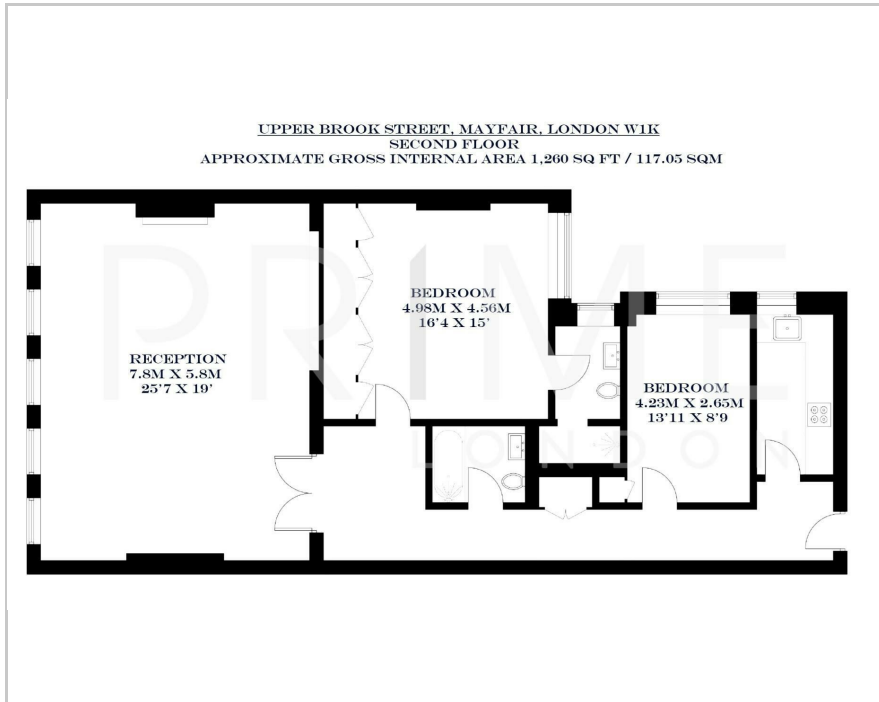 UPPER BROOK STREET, MAYFAIR, LONDON W1K
SECOND FLOOR
APPROXIMATE GROSS INTERNAL AREA 1,260 SQ FT / 117.05 SQM
PRIME
LONDON
BEDROOM
4.98M X 4.56M
16'4 X 15'
RECEPTION
7.8M X 5.8M
25'7 X 19'
BEDROOM
4.23M X 2.65M
13'11 X 8'9